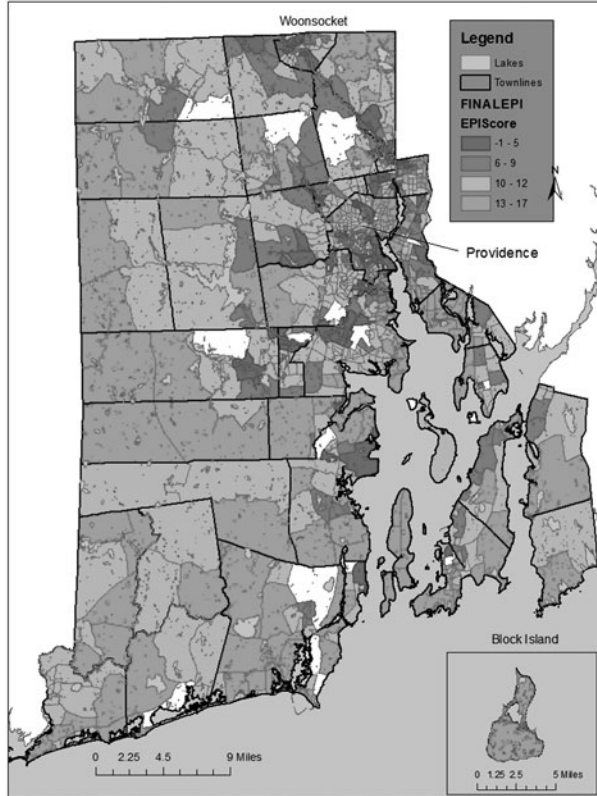 Woonsocket
Legend
Lakes
Townlines
FINALEPI
EPIScore
-1 - 5
6 - 9
10 - 12
13 - 17
N
Providence
Block Island
0 2.25 4.5 9 Miles
0 1.25 2.5 5 Miles